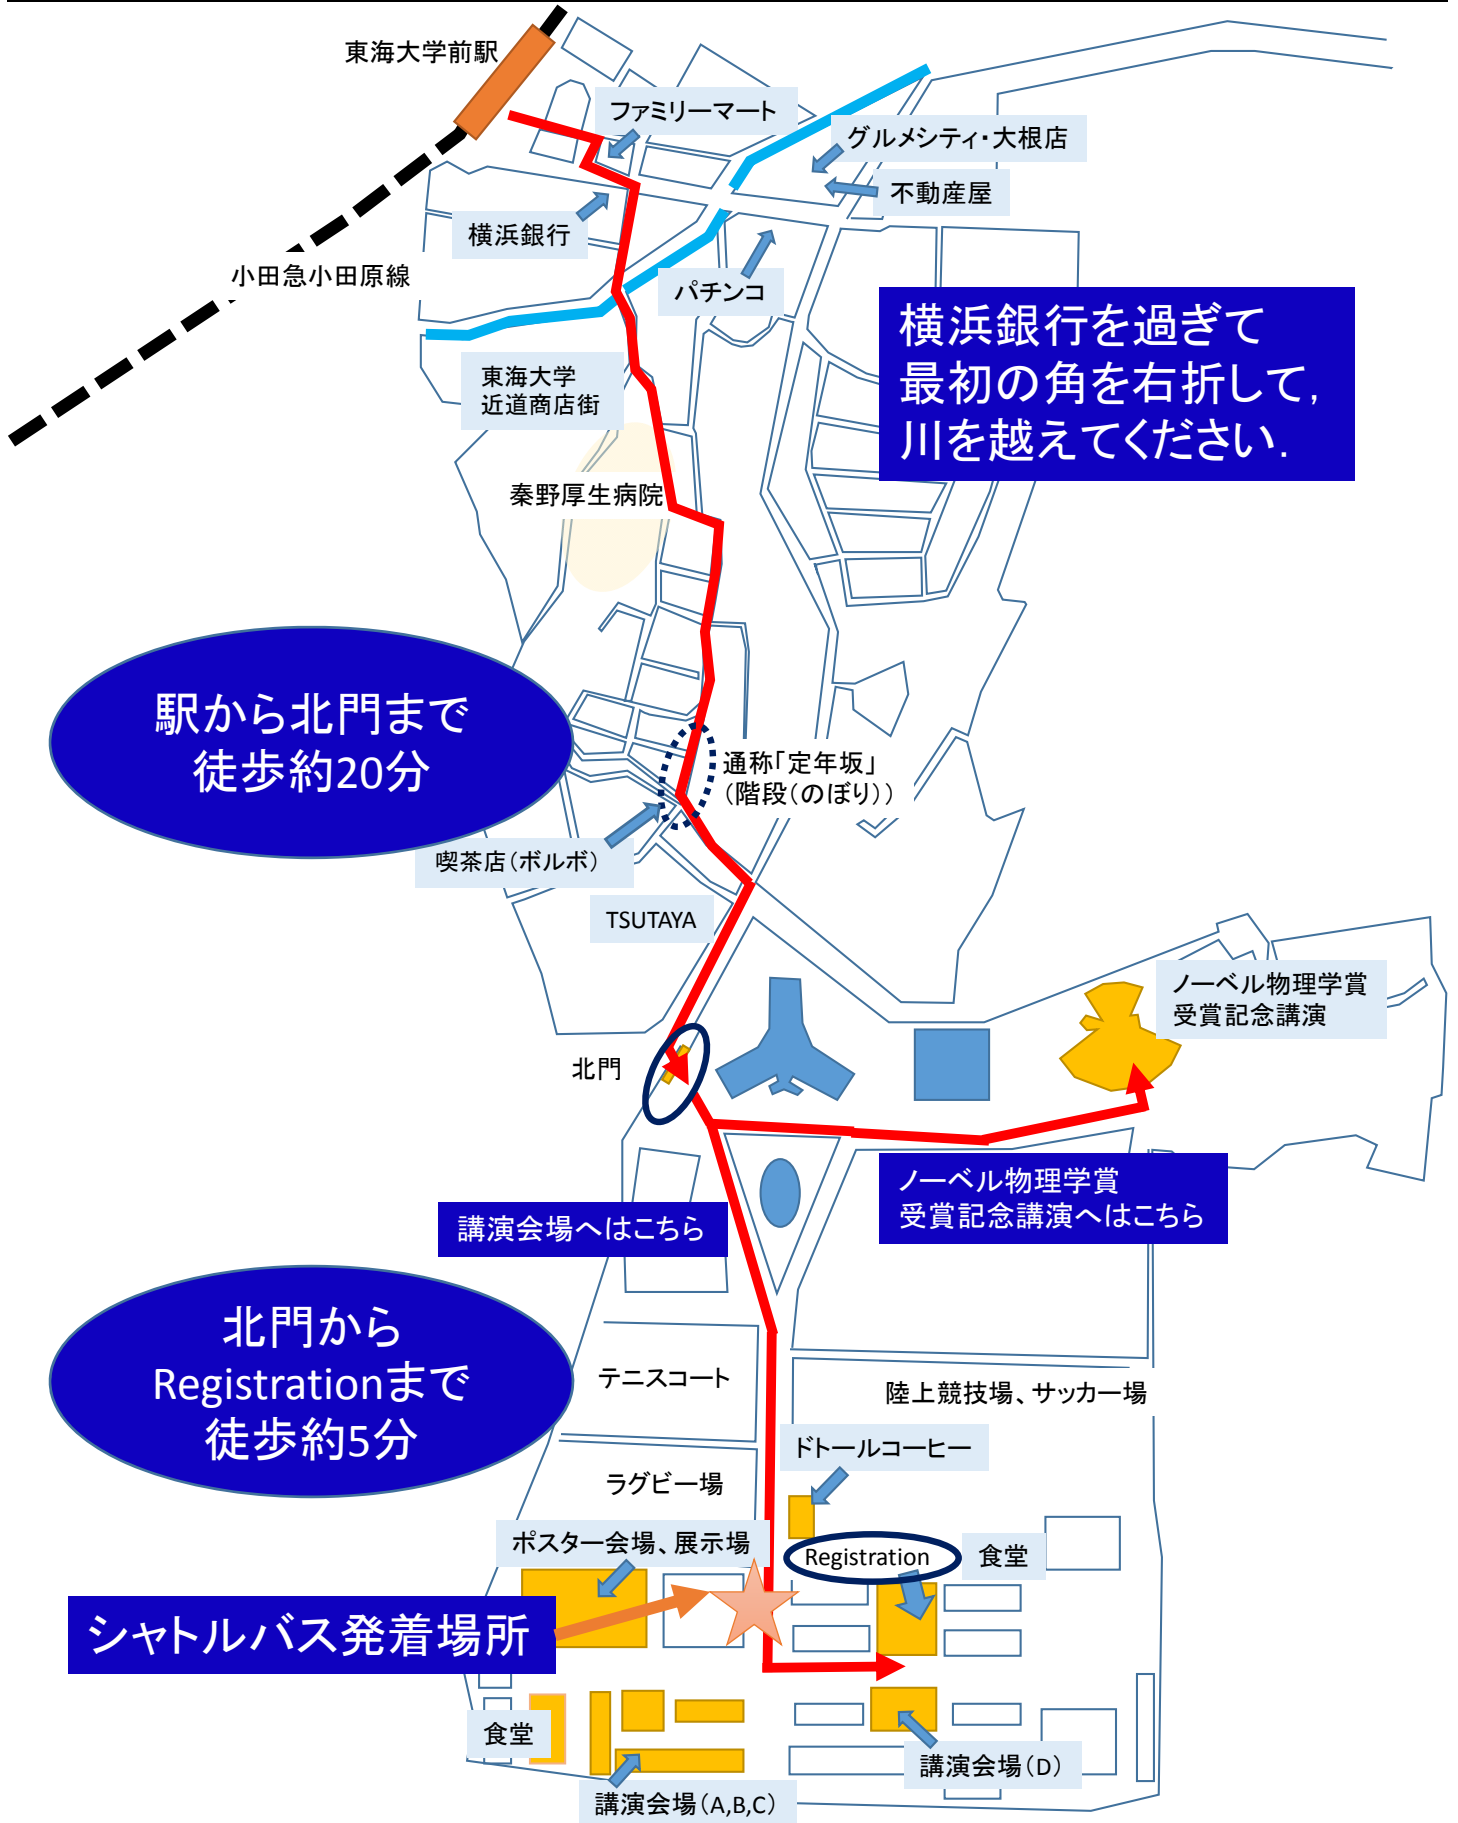 東海大学前駅
ファミリーマート
グルメシティ・大根店
不動産屋
横浜銀行
小田急小田原線
パチンコ
横浜銀行を過ぎて
最初の角を右折して,
川を越えてください.
東海大学
近道商店街
秦野厚生病院
駅から北門まで
徒歩約20分
通称「定年坂」
(階段(のぼり))
喫茶店(ボルボ)
TSUTAYA
ノーベル物理学賞
受賞記念講演
北門
ノーベル物理学賞
受賞記念講演へはこちら
講演会場へはこちら
北門から
Registrationまで
徒歩約5分
テニスコート
陸上競技場、サッカー場
ドトールコーヒー
ラグビー場
ポスター会場、展示場
Registration
食堂
シャトルバス発着場所
食堂
講演会場(D)
講演会場(A,B,C)